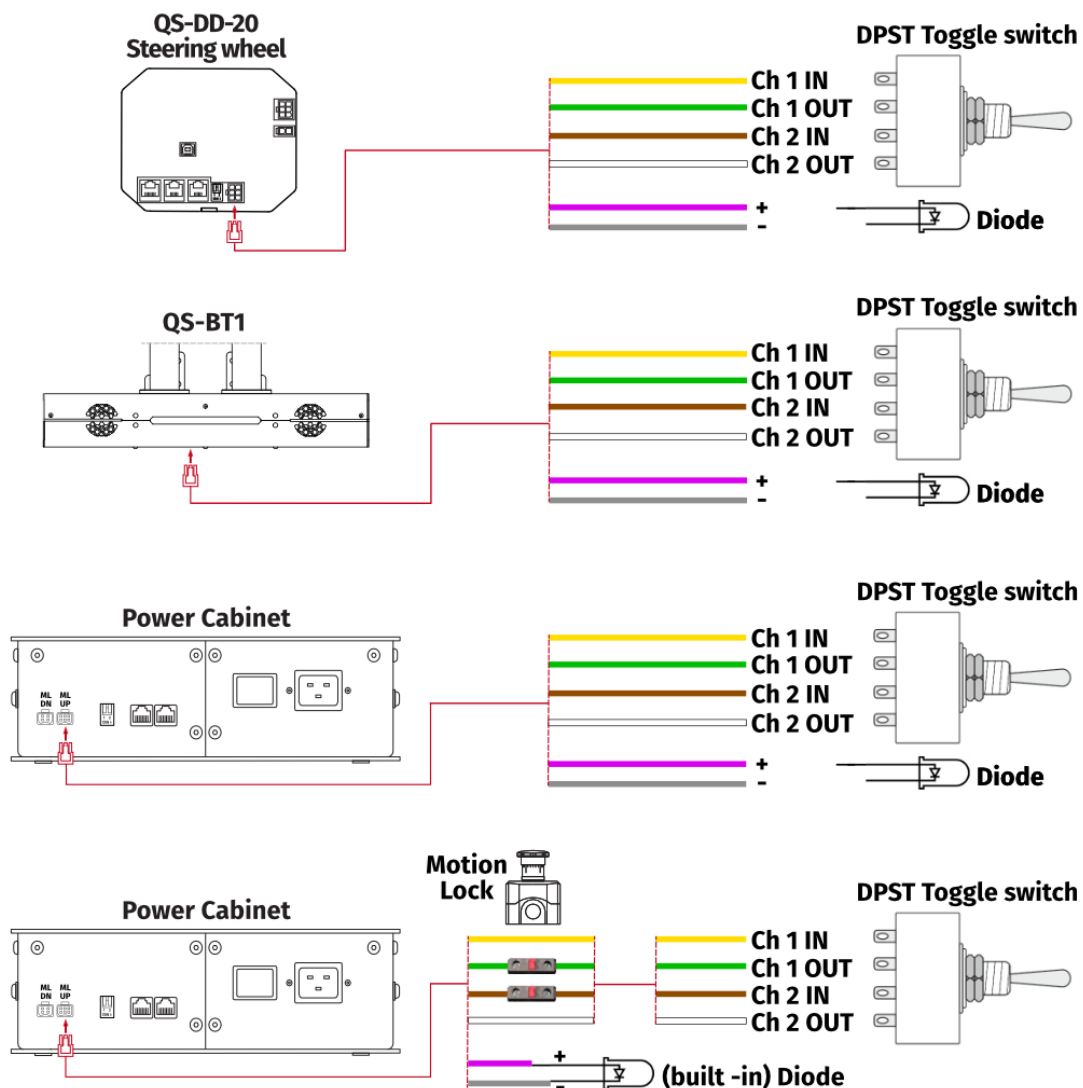 QS-DD-20
Steering wheel
DPST Toggle switch
Ch 1 IN
Ch 1 OUT
Ch 2 IN
Ch 2 OUT
+
-
Diode
QS-BT1
DPST Toggle switch
Ch 1 IN
Ch 1 OUT
Ch 2 IN
Ch 2 OUT
+
-
Diode
Power Cabinet
DPST Toggle switch
ML DN
ML UP
Ch 1 IN
Ch 1 OUT
Ch 2 IN
Ch 2 OUT
+
-
Diode
Motion
Lock
Power Cabinet
DPST Toggle switch
ML DN
ML UP
Ch 1 IN
Ch 1 OUT
Ch 2 IN
Ch 2 OUT
+
-
(built -in) Diode